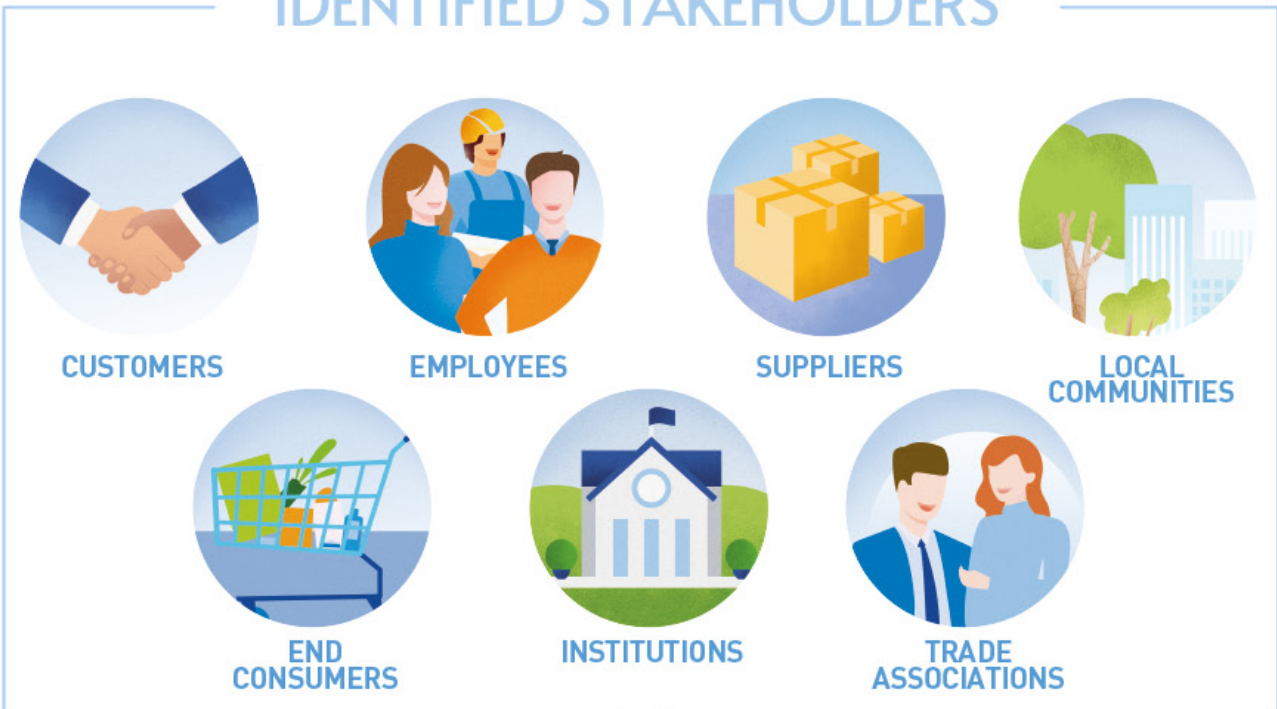 IDENTIFIED STAKEHOLDERS
CUSTOMERS
EMPLOYEES
SUPPLIERS
LOCAL
COMMUNITIES
END
CONSUMERS
INSTITUTIONS
TRADE
ASSOCIATIONS